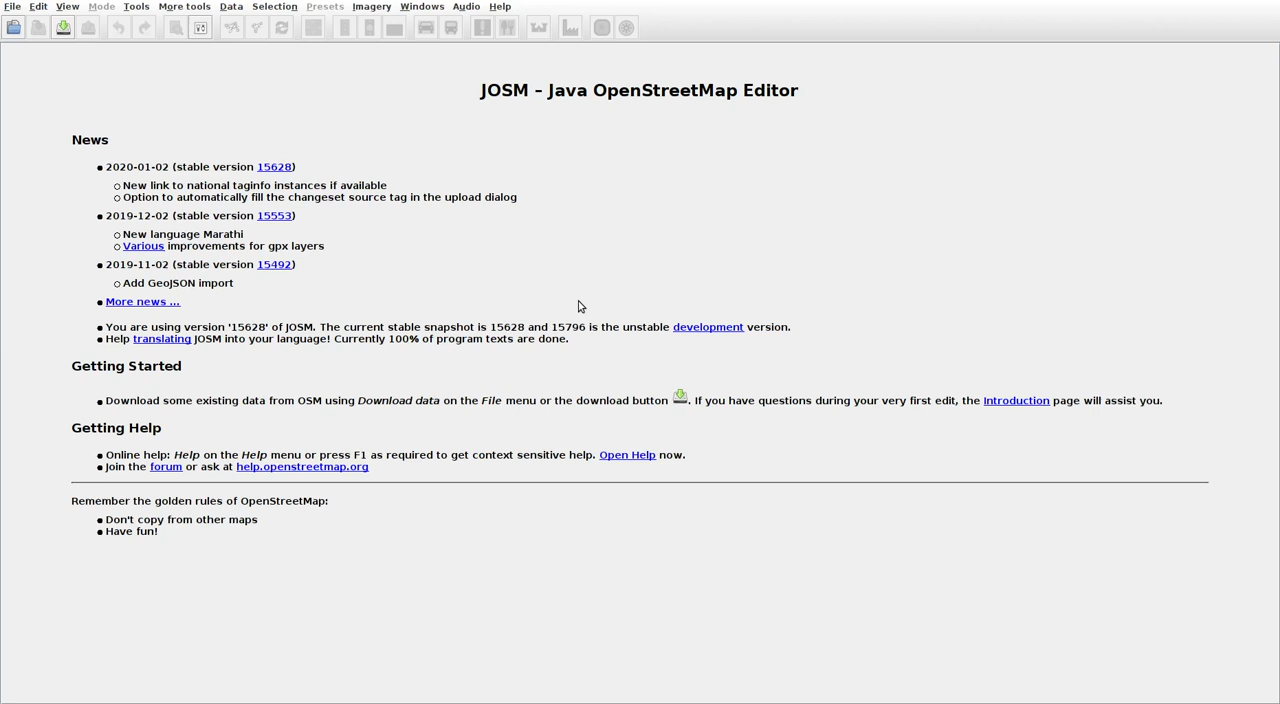 File Edit View Mode Tools More tools Data Selection Presets Imagery Windows Audio Help
JOSM – Java OpenStreetMap Editor
News
2020-01-02 (stable version 15628)
New link to national taginfo instances if available
Option to automatically fill the changeset source tag in the upload dialog
2019-12-02 (stable version 15553)
New language Marathi
Various improvements for gpx layers
2019-11-02 (stable version 15492)
Add GeoJSON import
More news ...
You are using version '15628' of JOSM. The current stable snapshot is 15628 and 15796 is the unstable development version.
Help translating JOSM into your language! Currently 100% of program texts are done.
Getting Started
Download some existing data from OSM using Download data on the File menu or the download button . If you have questions during your very first edit, the Introduction page will assist you.
Getting Help
Online help: Help on the Help menu or press F1 as required to get context sensitive help. Open Help now.
Join the forum or ask at help.openstreetmap.org
Remember the golden rules of OpenStreetMap:
Don't copy from other maps
Have fun!